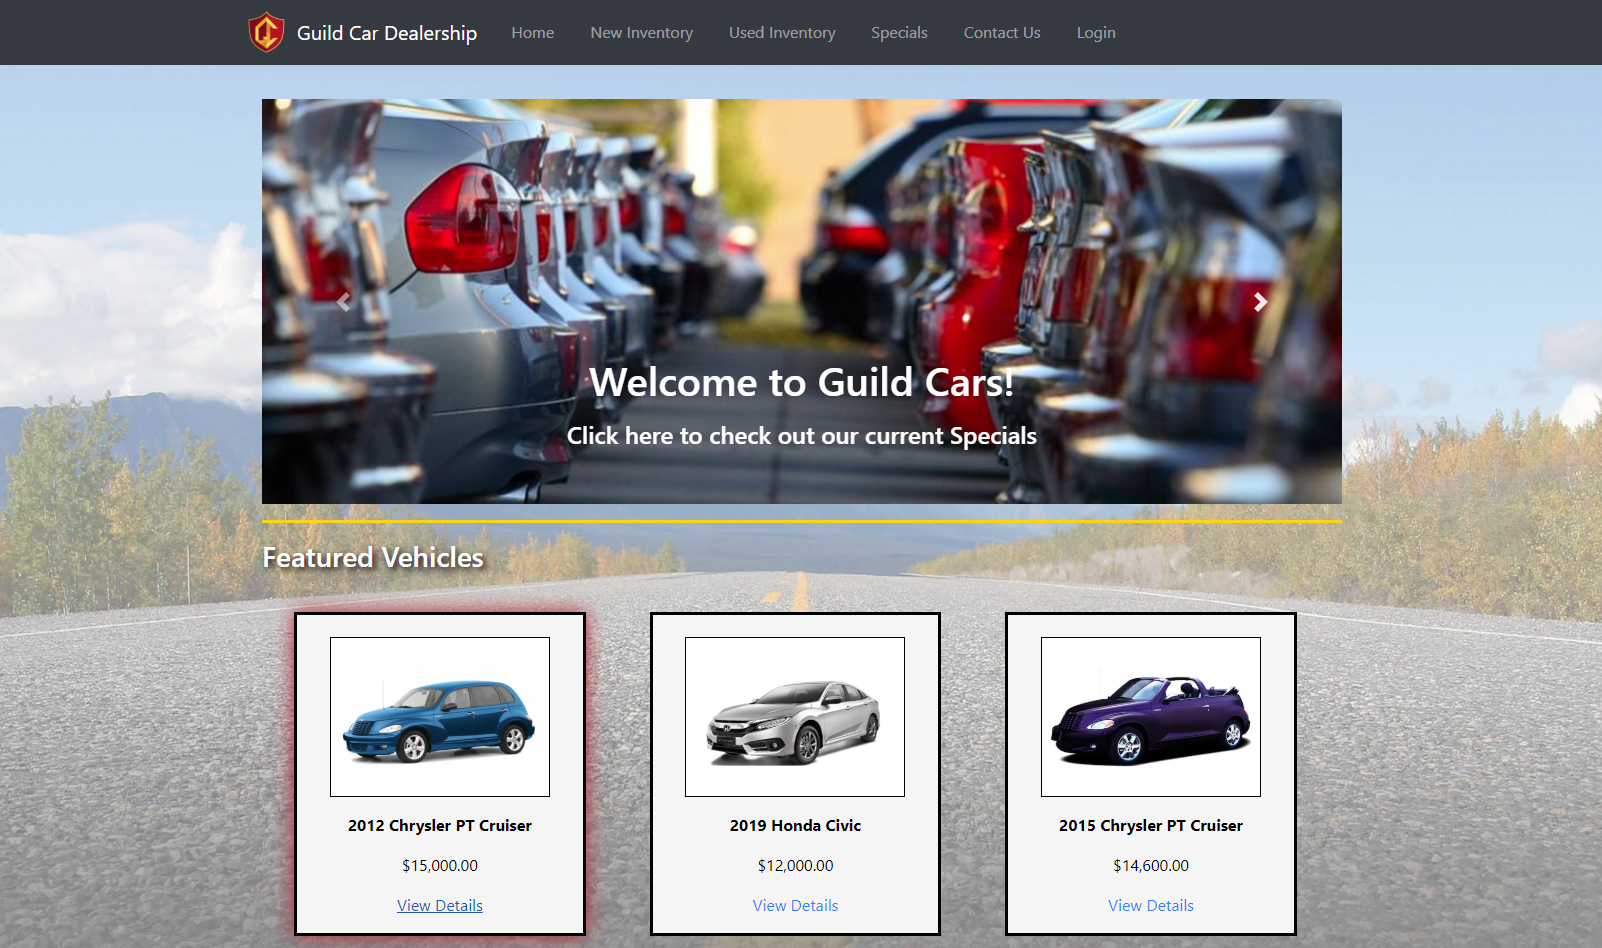 Guild Car Dealership Home New Inventory Used Inventory Specials Contact Us Login
Welcome to Guild Cars!
Click here to check out our current Specials
Featured Vehicles
2012 Chrysler PT Cruiser
$15,000.00
View Details
2019 Honda Civic
$12,000.00
View Details
2015 Chrysler PT Cruiser
$14,600.00
View Details